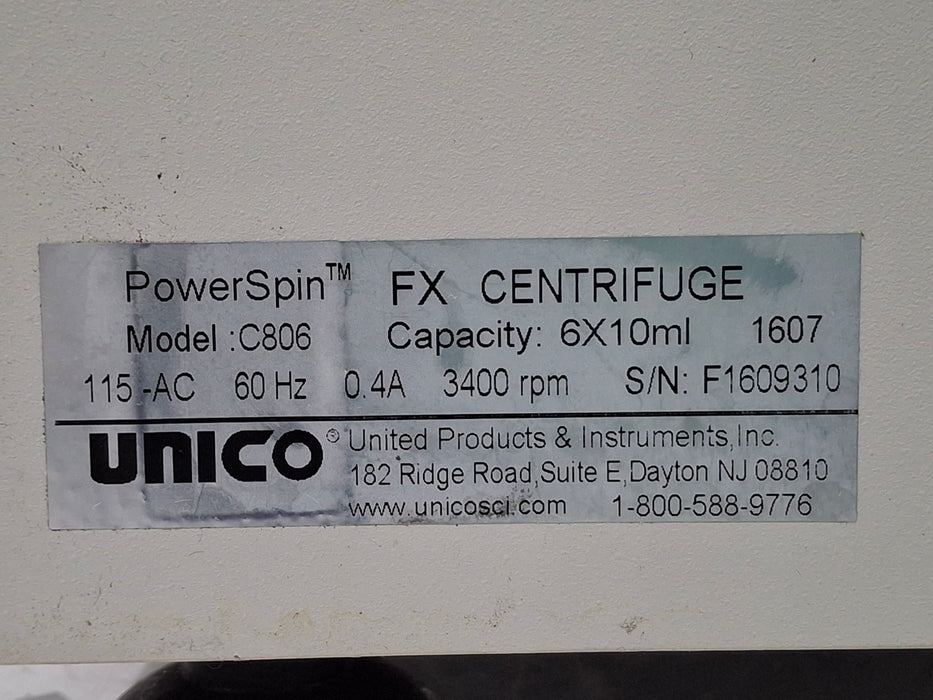 PowerSpin™ FX CENTRIFUGE
Model :C806 Capacity: 6X10ml 1607
115 -AC 60 Hz 0.4A 3400 rpm S/N: F1609310
UNICO® United Products & Instruments,Inc.
182 Ridge Road,Suite E,Dayton NJ 08810
www.unicosci.com 1-800-588-9776